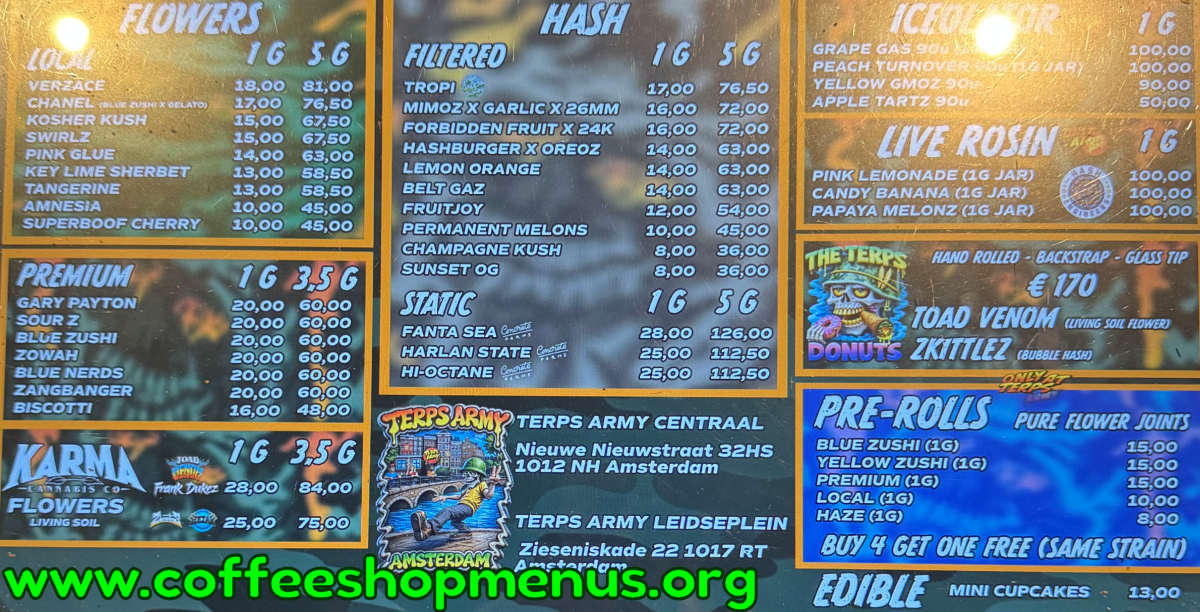 FLOWERS
LOCAL 1 G 5 G
VERZACE 18,00 81,00
CHANEL (BLUE ZUSHI X GELATO) 17,00 76,50
KOSHER KUSH 15,00 67,50
SWIRLZ 15,00 67,50
PINK GLUE 14,00 63,00
KEY LIME SHERBET 13,00 58,50
TANGERINE 13,00 58,50
AMNESIA 10,00 45,00
SUPERBOOF CHERRY 10,00 45,00
PREMIUM 1 G 3,5 G
GARY PAYTON 20,00 60,00
SOUR Z 20,00 60,00
BLUE ZUSHI 20,00 60,00
ZOWAH 20,00 60,00
BLUE NERDS 20,00 60,00
ZANGBANGER 20,00 60,00
BISCOTTI 16,00 48,00
KARMA
CANNABIS CO
FLOWERS
LIVING SOIL
1 G 3,5 G
Frank Dukez 28,00 84,00
25,00 75,00
HASH
FILTERED 1 G 5 G
TROPI 17,00 76,50
MIMOZ X GARLIC X 26MM 16,00 72,00
FORBIDDEN FRUIT X 24K 16,00 72,00
HASHBURGER X OREOZ 14,00 63,00
LEMON ORANGE 14,00 63,00
BELT GAZ 14,00 63,00
FRUITJOY 12,00 54,00
PERMANENT MELONS 10,00 45,00
CHAMPAGNE KUSH 8,00 36,00
SUNSET OG 8,00 36,00
STATIC 1 G 5 G
FANTA SEA Concrete FARMS 28,00 126,00
HARLAN STATE Concrete FARMS 25,00 112,50
HI-OCTANE Concrete FARMS 25,00 112,50
TERPS ARMY
AMSTERDAM
TERPS ARMY CENTRAAL
Nieuwe Nieuwstraat 32HS
1012 NH Amsterdam
TERPS ARMY LEIDSEPLEIN
Zieseniskade 22 1017 RT
Amsterdam
ICEOLATOR 1 G
GRAPE GAS 90u 100,00
PEACH TURNOVER (1G JAR) 100,00
YELLOW GMOZ 90u 90,00
APPLE TARTZ 90u 50,00
LIVE ROSIN 1 G
PINK LEMONADE (1G JAR) 100,00
CANDY BANANA (1G JAR) 100,00
PAPAYA MELONZ (1G JAR) 100,00
THE TERPS
DONUTS
HAND ROLLED - BACKSTRAP - GLASS TIP
€ 170
TOAD VENOM (LIVING SOIL FLOWER)
ZKITTLEZ (BUBBLE HASH)
ONLY AT
TERPS
ARMY
PRE-ROLLS PURE FLOWER JOINTS
BLUE ZUSHI (1G) 15,00
YELLOW ZUSHI (1G) 15,00
PREMIUM (1G) 15,00
LOCAL (1G) 10,00
HAZE (1G) 8,00
BUY 4 GET ONE FREE (SAME STRAIN)
EDIBLE MINI CUPCAKES 13,00
www.coffeeshopmenus.org